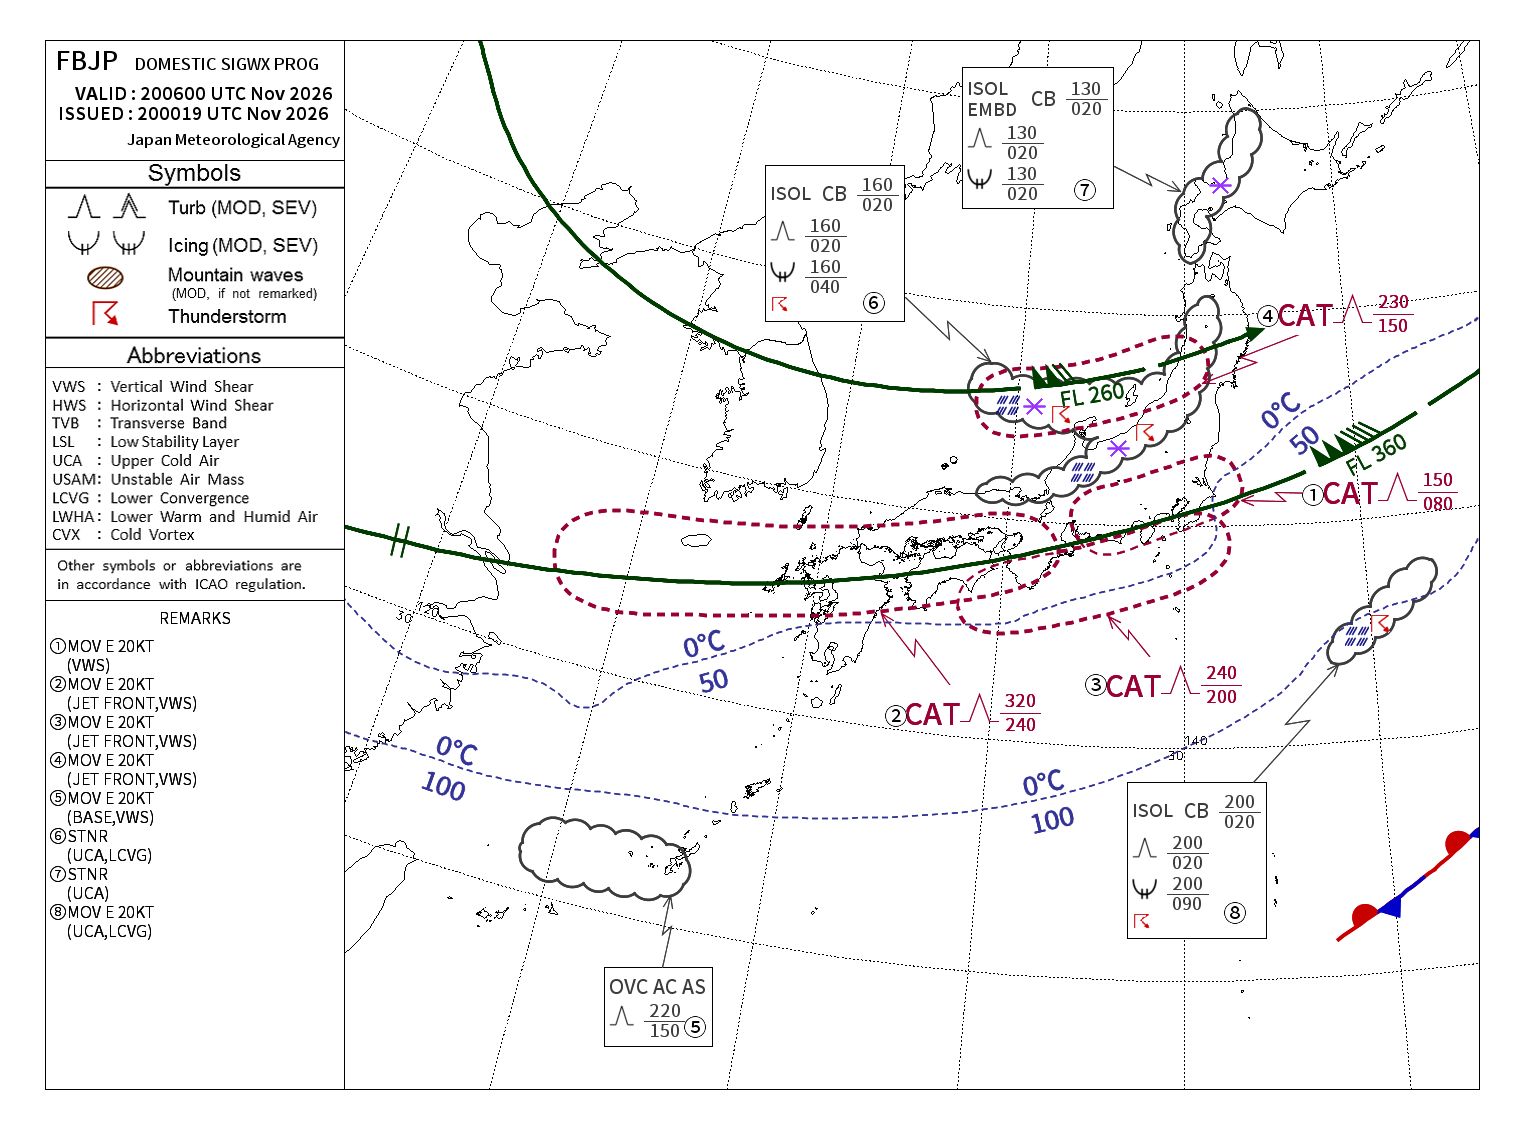 FBJP DOMESTIC SIGWX PROG
VALID : 200600 UTC Nov 2026
ISSUED : 200019 UTC Nov 2026
Japan Meteorological Agency
Symbols
Turb (MOD, SEV)
Icing (MOD, SEV)
Mountain waves
(MOD, if not remarked)
Thunderstorm
Abbreviations
VWS : Vertical Wind Shear
HWS : Horizontal Wind Shear
TVB : Transverse Band
LSL : Low Stability Layer
UCA : Upper Cold Air
USAM: Unstable Air Mass
LCVG : Lower Convergence
LWHA: Lower Warm and Humid Air
CVX : Cold Vortex
Other symbols or abbreviations are
in accordance with ICAO regulation.
REMARKS
①MOV E 20KT
(VWS)
②MOV E 20KT
(JET FRONT,VWS)
③MOV E 20KT
(JET FRONT,VWS)
④MOV E 20KT
(JET FRONT,VWS)
⑤MOV E 20KT
(BASE,VWS)
⑥STNR
(UCA,LCVG)
⑦STNR
(UCA)
⑧MOV E 20KT
(UCA,LCVG)
ISOL
EMBD CB 130
020
130
020
130
020
⑦
ISOL CB 160
020
160
020
160
040
⑥
④CAT 230
150
FL 260
0°C
50
FL 360
①CAT 150
080
30
120
0°C
50
③CAT 240
200
②CAT 320
240
140
30
0°C
100
0°C
100
ISOL CB 200
020
200
020
200
090
⑧
OVC AC AS
220
150
⑤